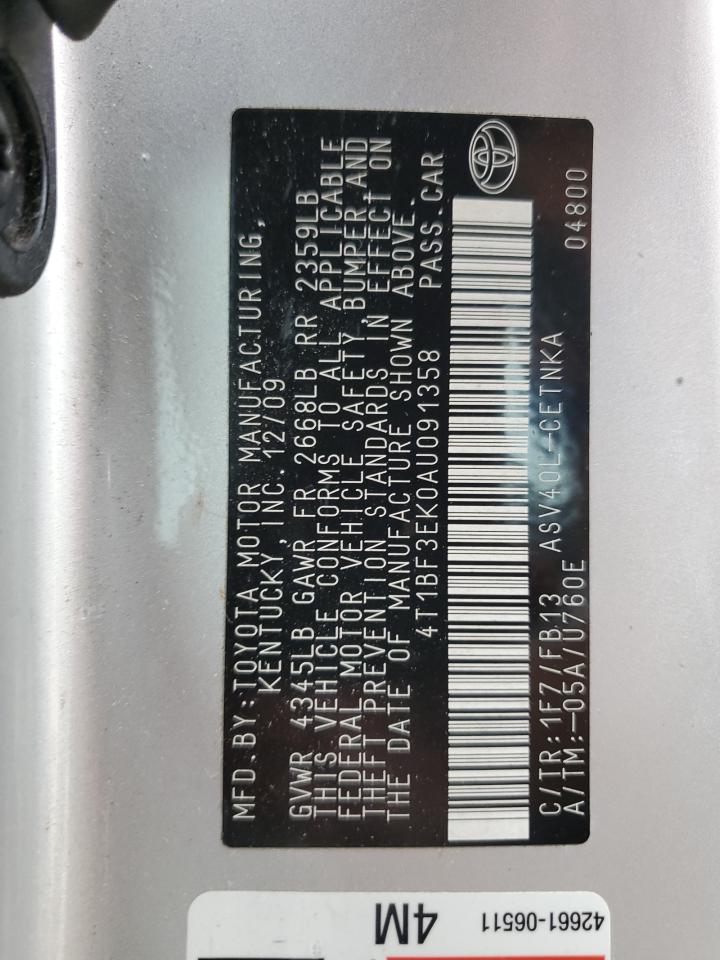 MFD.BY:TOYOTA MOTOR MANUFACTURING,
KENTUCKY, INC. 12/09
GVWR 4345LB GAWR FR 2668LB RR 2359LB
THIS VEHICLE CONFORMS TO ALL APPLICABLE
FEDERAL MOTOR VEHICLE SAFETY, BUMPER AND
THEFT PREVENTION STANDARDS IN EFFECT ON
THE DATE OF MANUFACTURE SHOWN ABOVE.
4T1BF3EK0AU091358 PASS.CAR
C/TR:1F7/FB13 ASV40L-CETNKA 04800
A/TM:-05A/U760E
42661-06511
4M